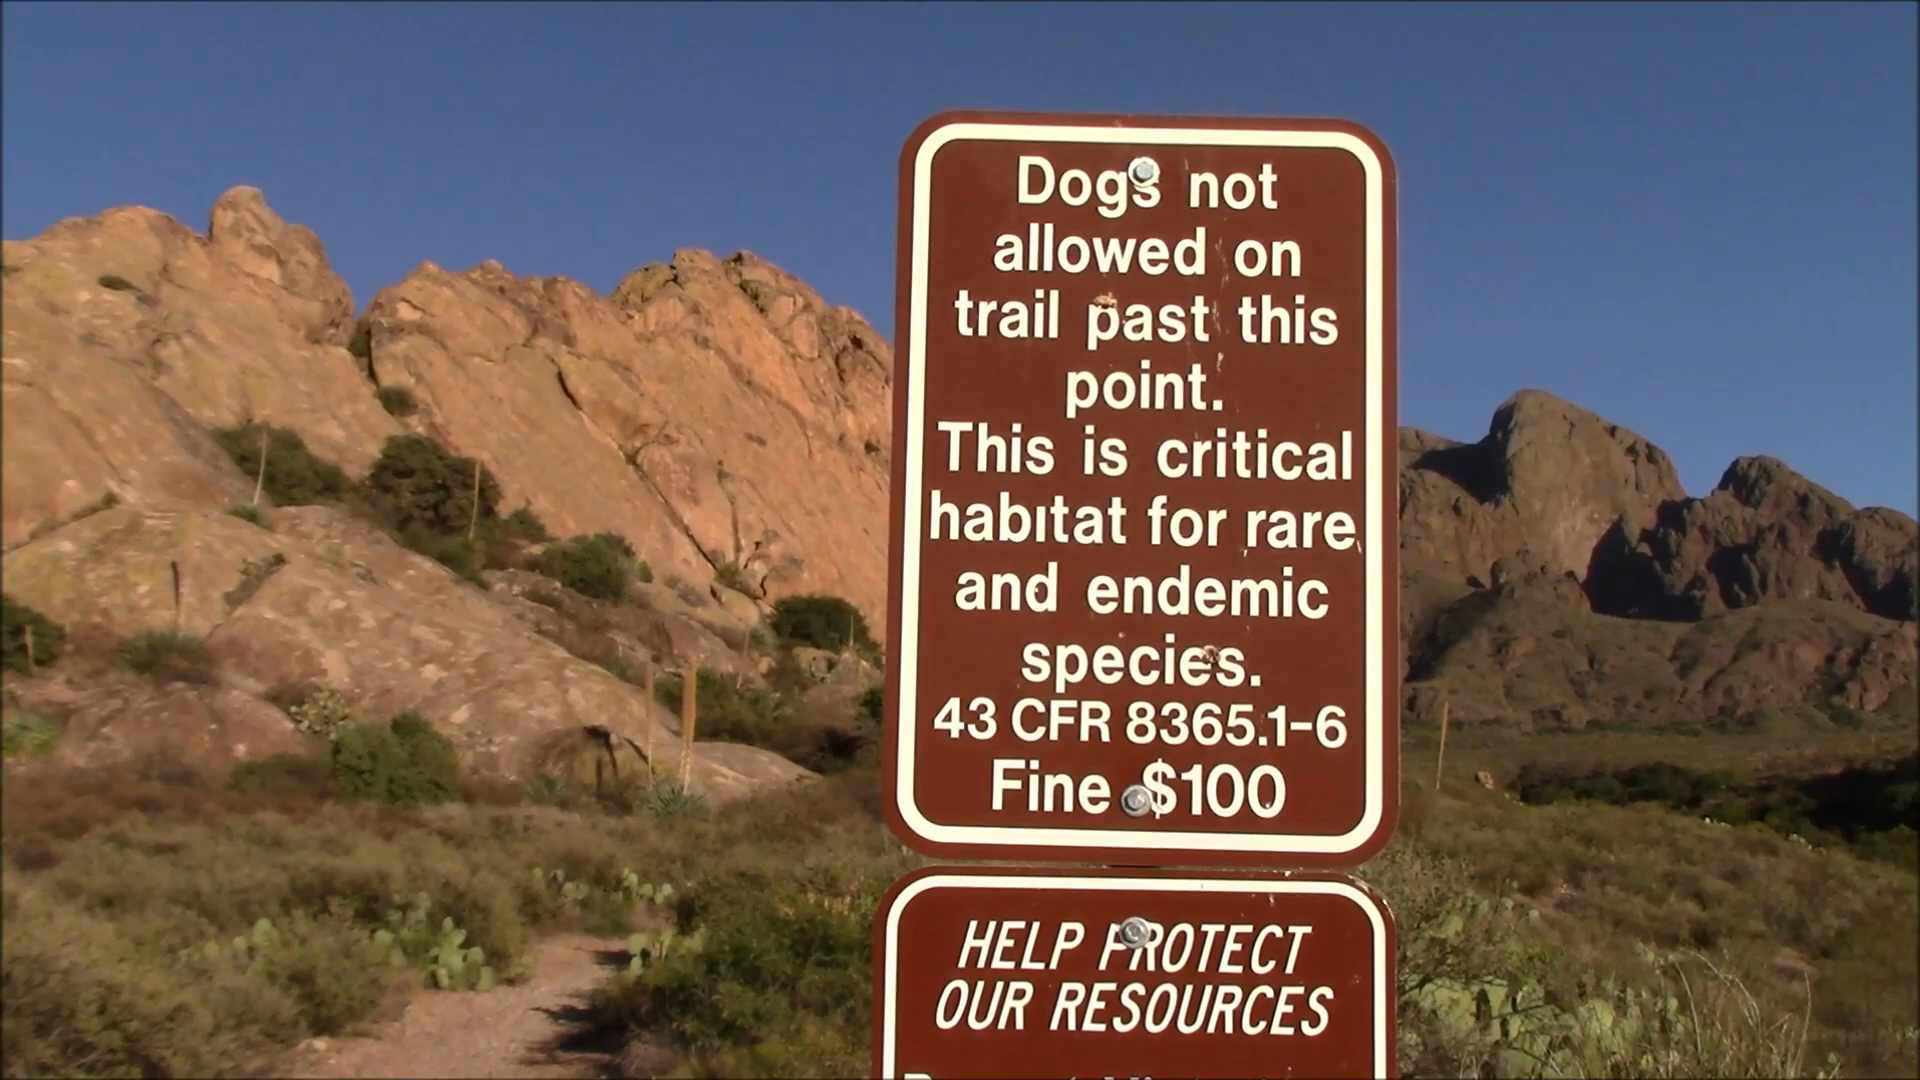 Dogs not
allowed on
trail past this
point.
This is critical
habitat for rare
and endemic
species.
43 CFR 8365.1-6
Fine $100
HELP PROTECT
OUR RESOURCES